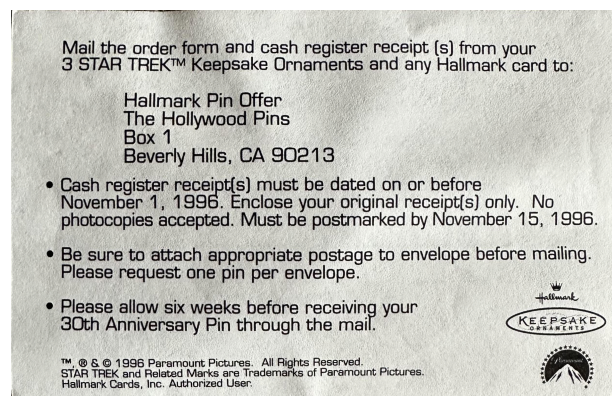 Mail the order form and cash register receipt (s) from your
3 STAR TREK™ Keepsake Ornaments and any Hallmark card to:
Hallmark Pin Offer
The Hollywood Pins
Box 1
Beverly Hills, CA 90213
• Cash register receipt(s) must be dated on or before
November 1, 1996. Enclose your original receipt(s) only. No
photocopies accepted. Must be postmarked by November 15, 1996.
• Be sure to attach appropriate postage to envelope before mailing.
Please request one pin per envelope.
• Please allow six weeks before receiving your
30th Anniversary Pin through the mail.
Hallmark
KEEPSAKE
ORNAMENTS
™, ® & © 1996 Paramount Pictures. All Rights Reserved.
STAR TREK and Related Marks are Trademarks of Paramount Pictures.
Hallmark Cards, Inc. Authorized User.
Paramount